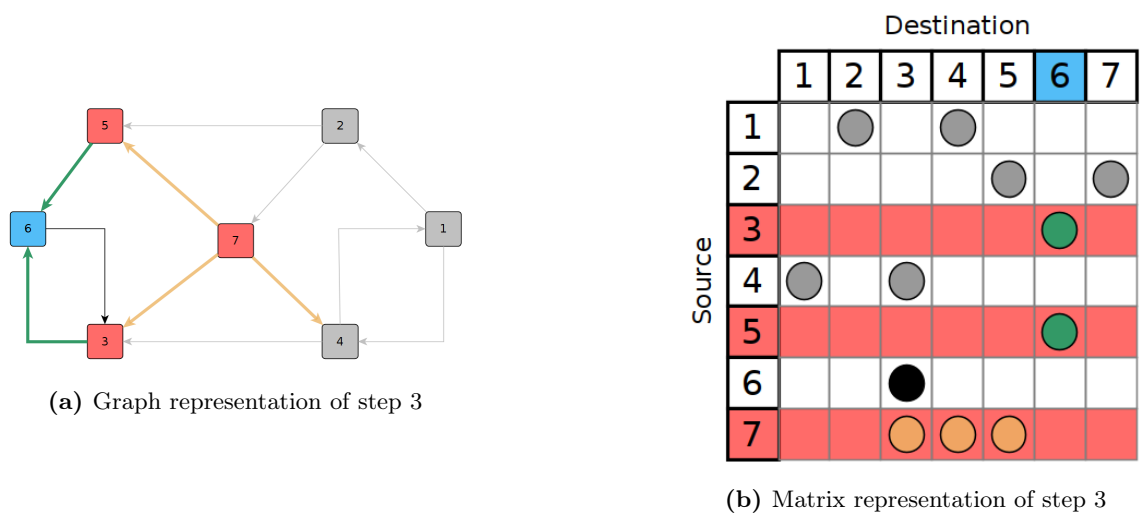 5
2
6
7
1
3
4
(a) Graph representation of step 3
Destination
1 2 3 4 5 6 7
Source
1
2
3
4
5
6
7
(b) Matrix representation of step 3